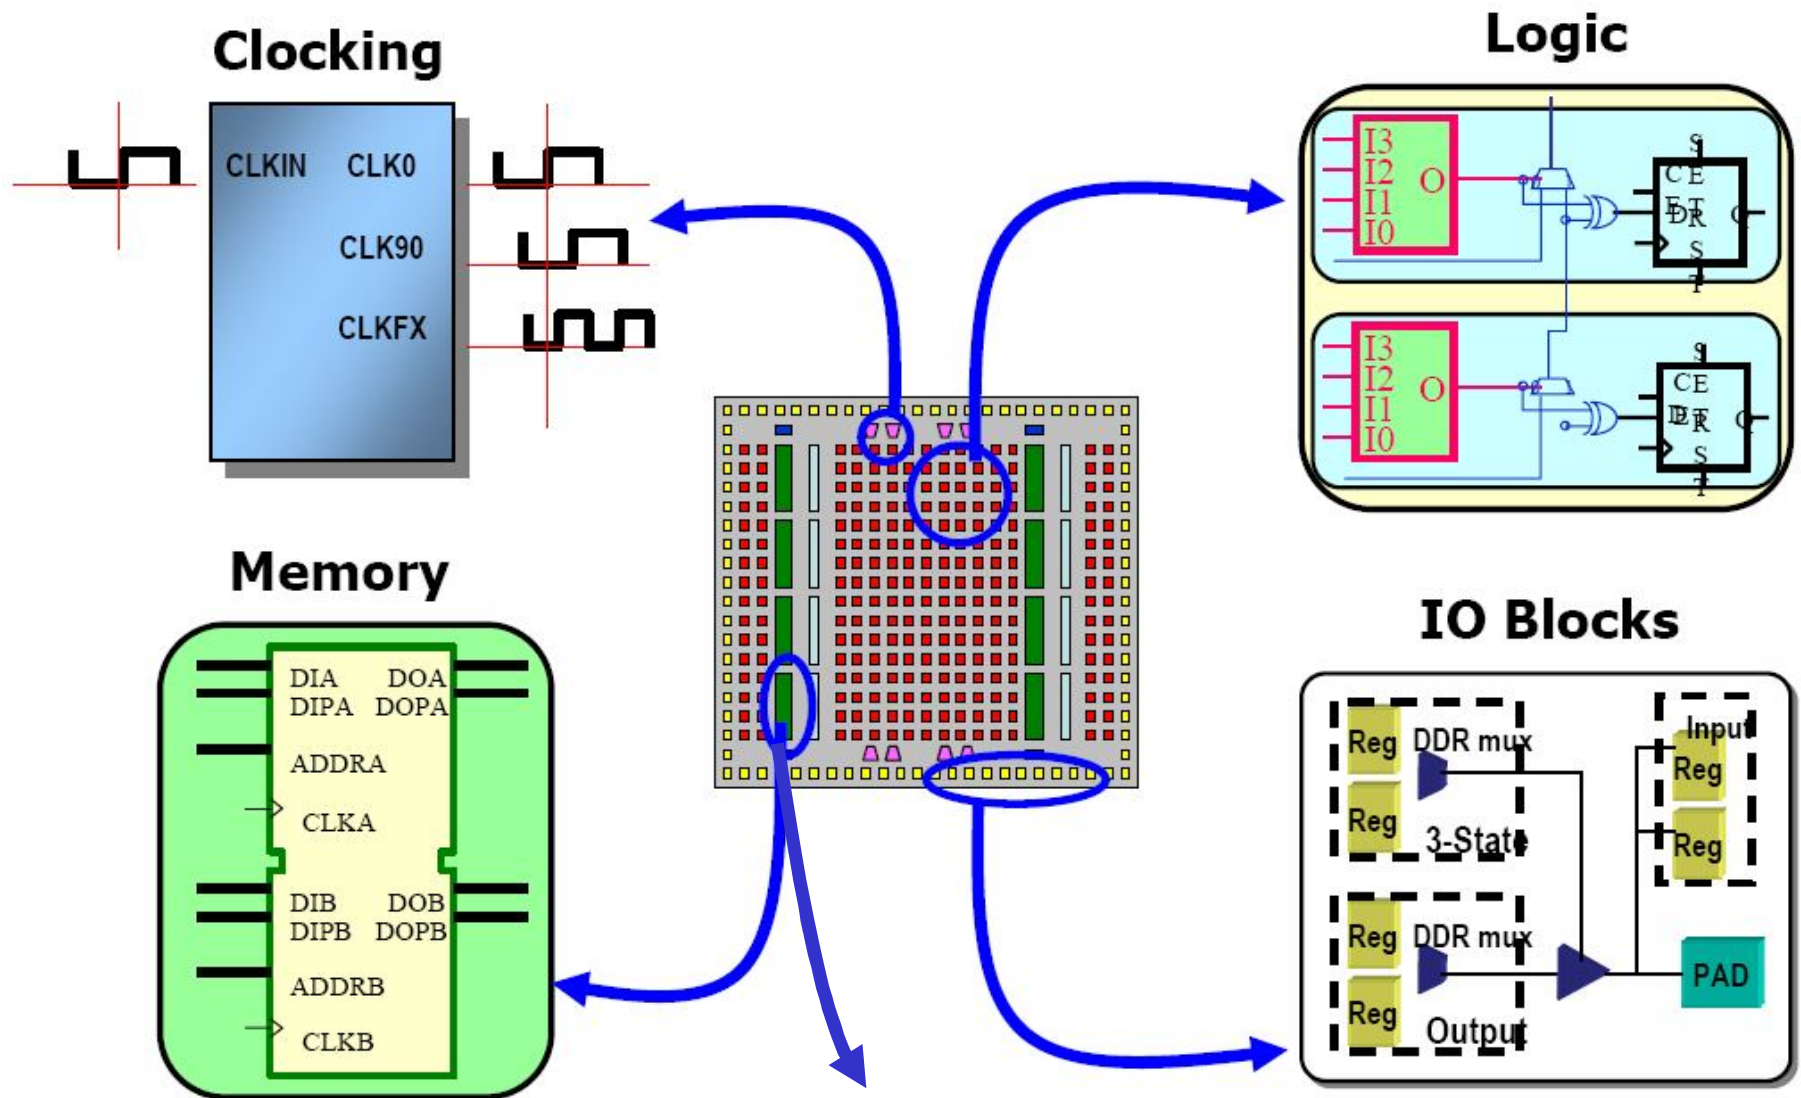 Clocking
CLKIN CLK0
CLK90
CLKFX
Logic
I3
I2
I1
I0
O
S
CE E
D R T Q
S
T
I3
I2
I1
I0
O
S
CE E
D R T Q
S
T
Memory
DIA DOA
DIPA DOPA
ADDRA
CLKA
DIB DOB
DIPB DOPB
ADDRB
CLKB
IO Blocks
Reg DDR mux
Reg
3-State
Input
Reg
Reg
Reg DDR mux
Reg
Output
PAD